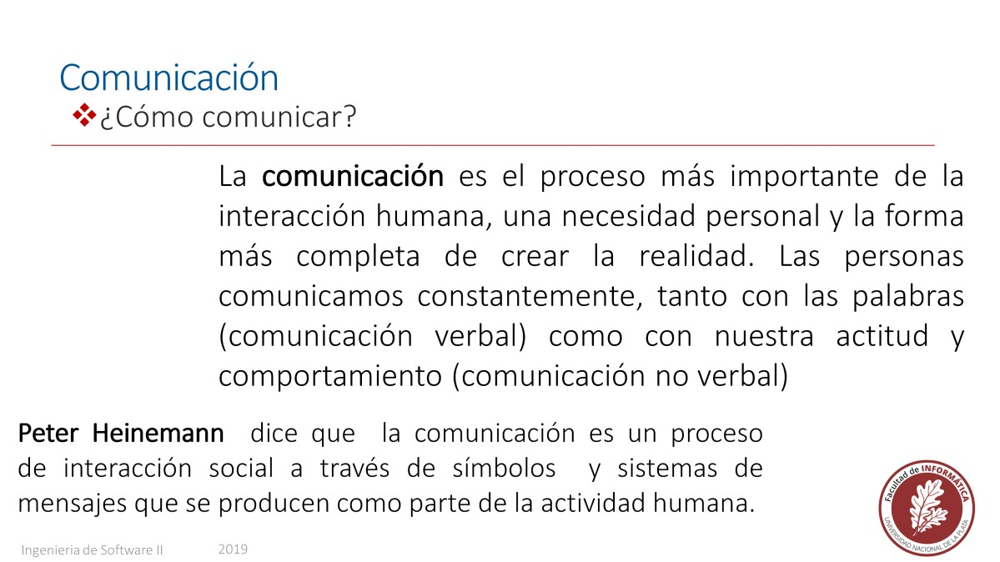 Comunicación
❖¿Cómo comunicar?
La comunicación es el proceso más importante de la
interacción humana, una necesidad personal y la forma
más completa de crear la realidad. Las personas
comunicamos constantemente, tanto con las palabras
(comunicación verbal) como con nuestra actitud y
comportamiento (comunicación no verbal)
Peter Heinemann dice que la comunicación es un proceso
de interacción social a través de símbolos y sistemas de
mensajes que se producen como parte de la actividad humana.
Facultad de INFORMÁTICA
UNIVERSIDAD NACIONAL DE LA PLATA
Ingenieria de Software II
2019